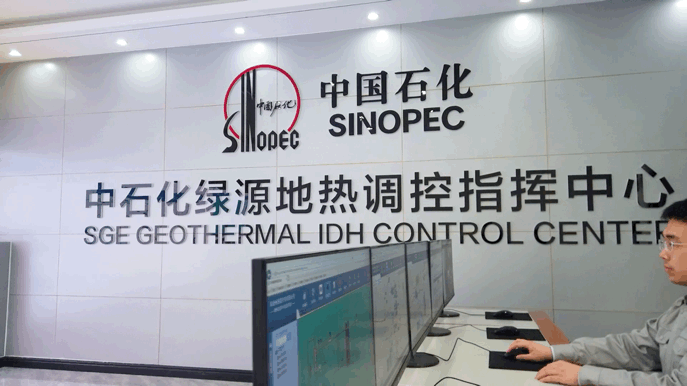 中国石化
SINOPEC
中国石化
SINOPEC
中石化绿源地热调控指挥中心
SGE GEOTHERMAL IDH CONTROL CENTER